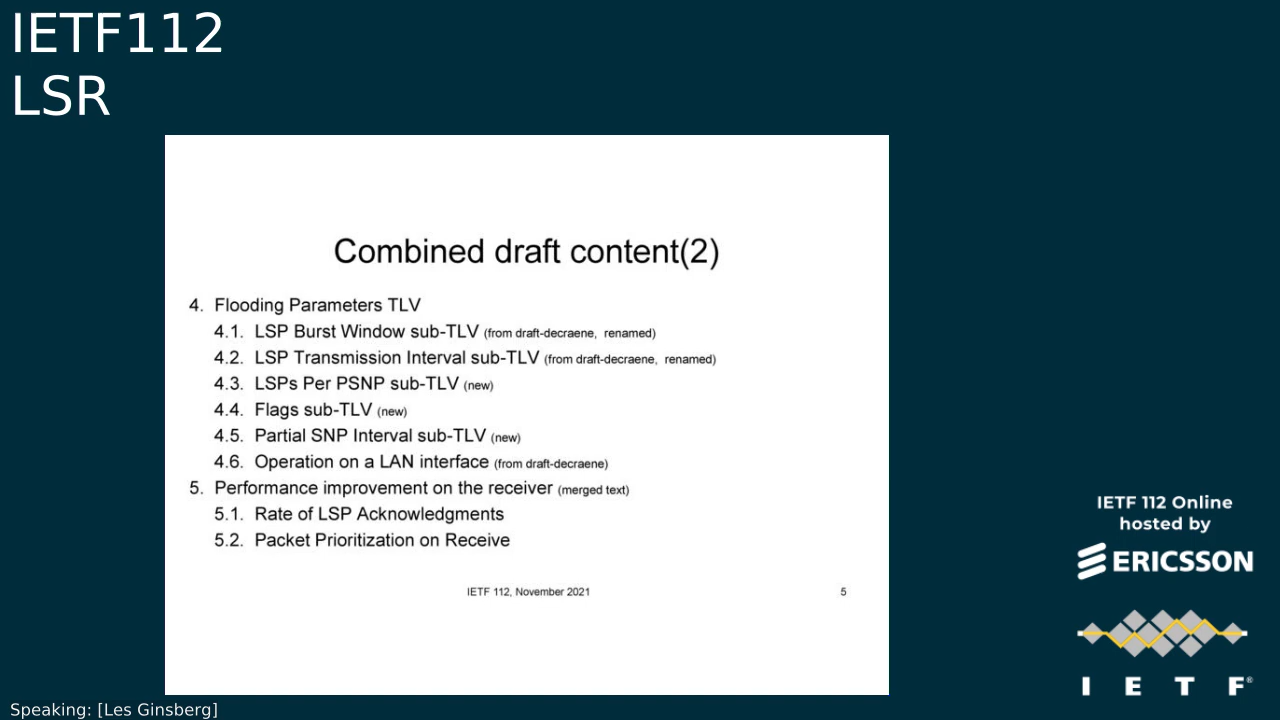 IETF112
LSR
Combined draft content(2)
4. Flooding Parameters TLV
4.1. LSP Burst Window sub-TLV (from draft-decraene, renamed)
4.2. LSP Transmission Interval sub-TLV (from draft-decraene, renamed)
4.3. LSPs Per PSNP sub-TLV (new)
4.4. Flags sub-TLV (new)
4.5. Partial SNP Interval sub-TLV (new)
4.6. Operation on a LAN interface (from draft-decraene)
5. Performance improvement on the receiver (merged text)
5.1. Rate of LSP Acknowledgments
5.2. Packet Prioritization on Receive
IETF 112, November 2021
5
IETF 112 Online
hosted by
ERICSSON
I E T F®
Speaking: [Les Ginsberg]